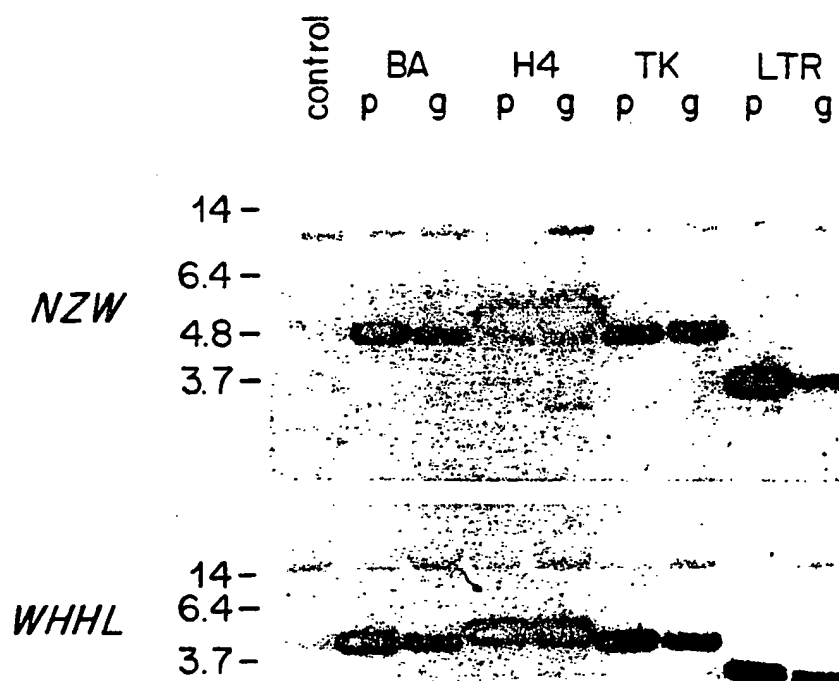 control BA H4 TK LTR
p g p g p g p g
14 –
6.4 –
NZW
4.8 –
3.7 –
14 –
6.4 –
WHHL
3.7 –